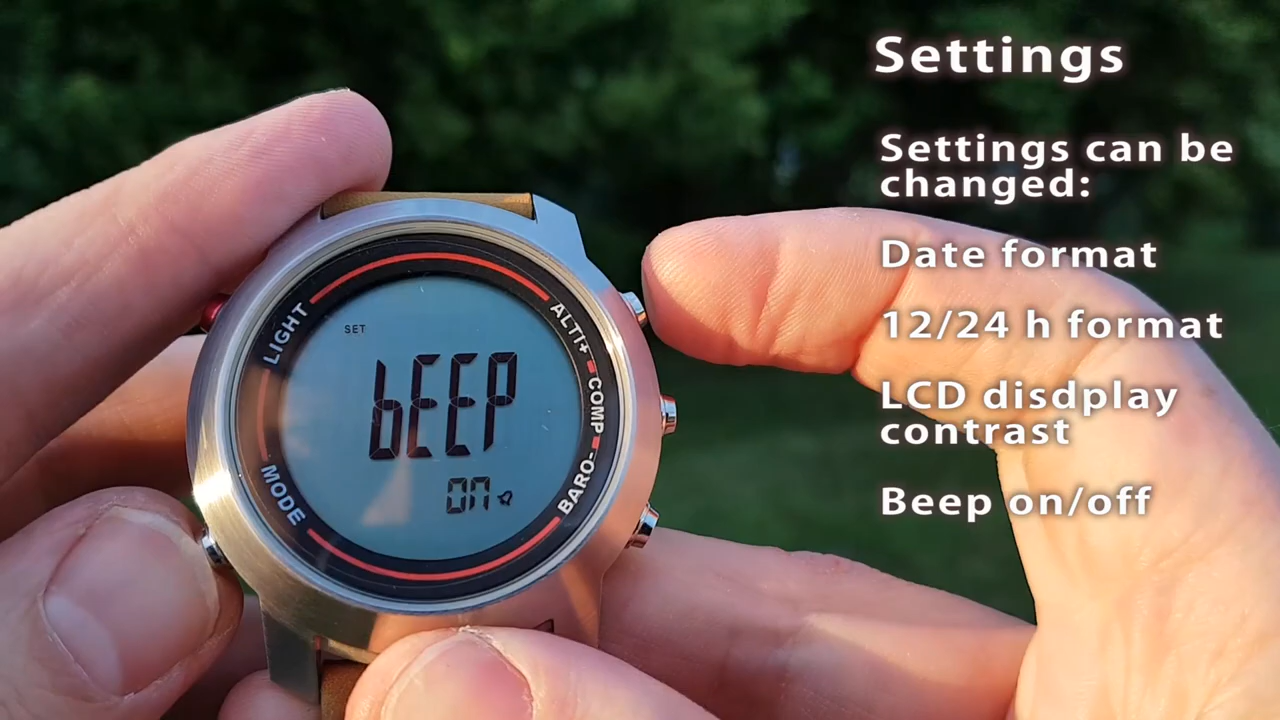 Settings
Settings can be
changed:
Date format
12/24 h format
LCD disdplay
contrast
Beep on/off
LIGHT
ALTI+
COMP
BARO-
MODE
SET
bEEP
ON